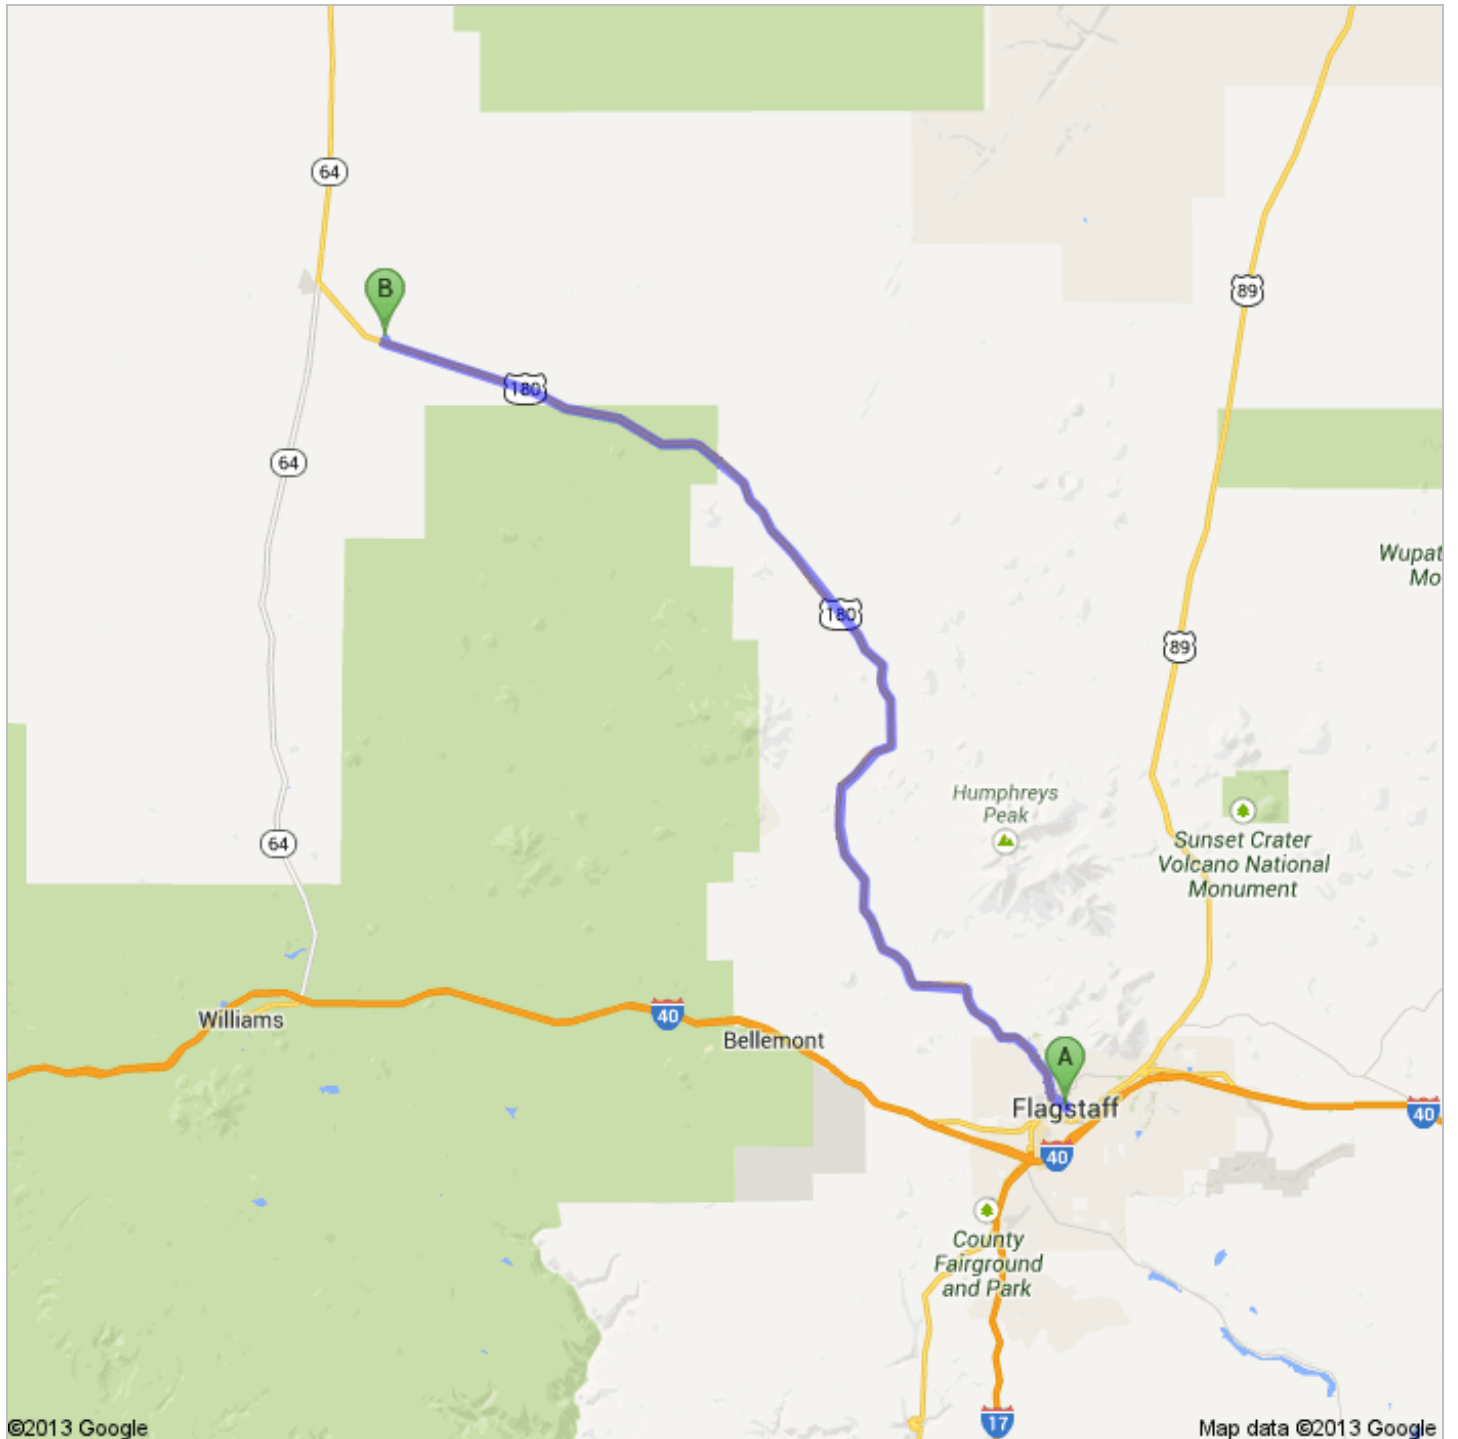 64
B
89
180
64
Wupat
Mo
180
89
Humphreys
Peak
64
Sunset Crater
Volcano National
Monument
Williams
40
Bellemont
A
Flagstaff
40
40
County
Fairground
and Park
17
©2013 Google
Map data ©2013 Google